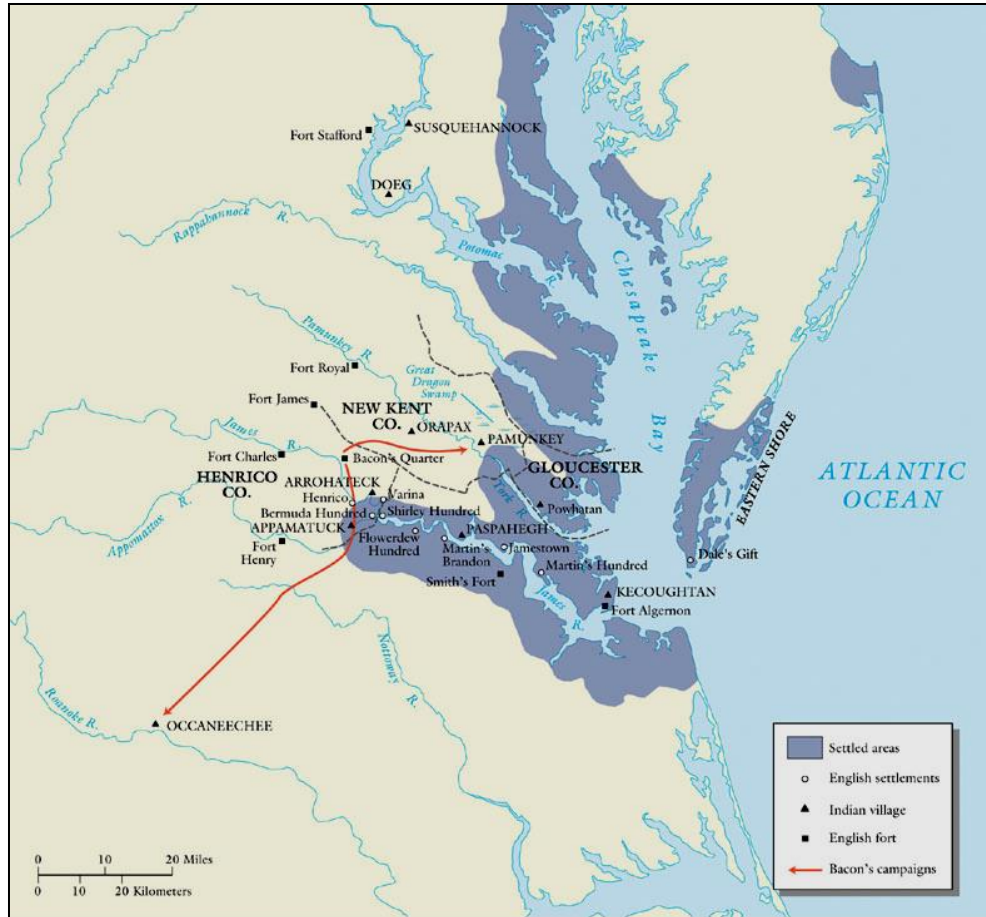 Fort Stafford
SUSQUEHANNOCK
DOEG
Rappahannock R.
Potomac
R.
Chesapeake
Bay
Pamunkey R.
Fort Royal
Great
Dragon
Swamp
Fort James
NEW KENT
CO.
ORAPAX
PAMUNKEY
James
R.
Fort Charles
Bacon's Quarter
GLOUCESTER
CO.
HENRICO
CO.
ARROHATECK
Henrico
Varina
York
R.
Bermuda Hundred
Shirley Hundred
Powhatan
Appomattox R.
APPAMATUCK
Flowerdew
Hundred
PASPAHEGH
Fort
Henry
Martin's
Brandon
Jamestown
Martin's Hundred
Smith's Fort
James
R.
KECOUGHTAN
Fort Algernon
Dale's Gift
EASTERN SHORE
ATLANTIC
OCEAN
Nottoway
R.
Roanoke R.
OCCANEECHEE
Settled areas
English settlements
Indian village
English fort
Bacon's campaigns
0 10 20 Miles
0 10 20 Kilometers